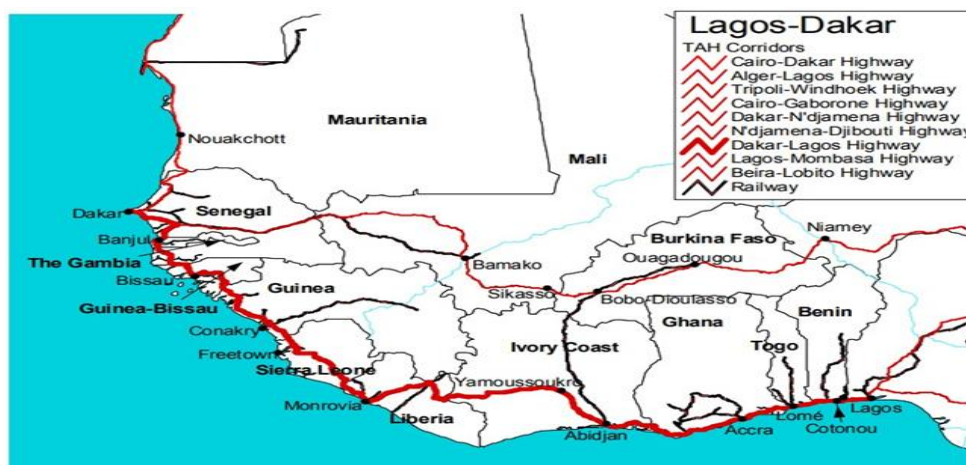 Lagos-Dakar
TAH Corridors
Cairo-Dakar Highway
Alger-Lagos Highway
Tripoli-Windhoek Highway
Cairo-Gaborone Highway
Dakar-N'djamena Highway
N'djamena-Djibouti Highway
Dakar-Lagos Highway
Lagos-Mombasa Highway
Beira-Lobito Highway
Railway
Mauritania
Nouakchott
Mali
Dakar
Senegal
Niamey
Banjul
Burkina Faso
Ouagadougou
The Gambia
Bamako
Bissau
Guinea
Sikasso
Bobo-Dioulasso
Guinea-Bissau
Benin
Ghana
Conakry
Ivory Coast
Togo
Freetown
Sierra Leone
Yamoussoukro
Monrovia
Liberia
Lagos
Lomé
Accra
Cotonou
Abidjan